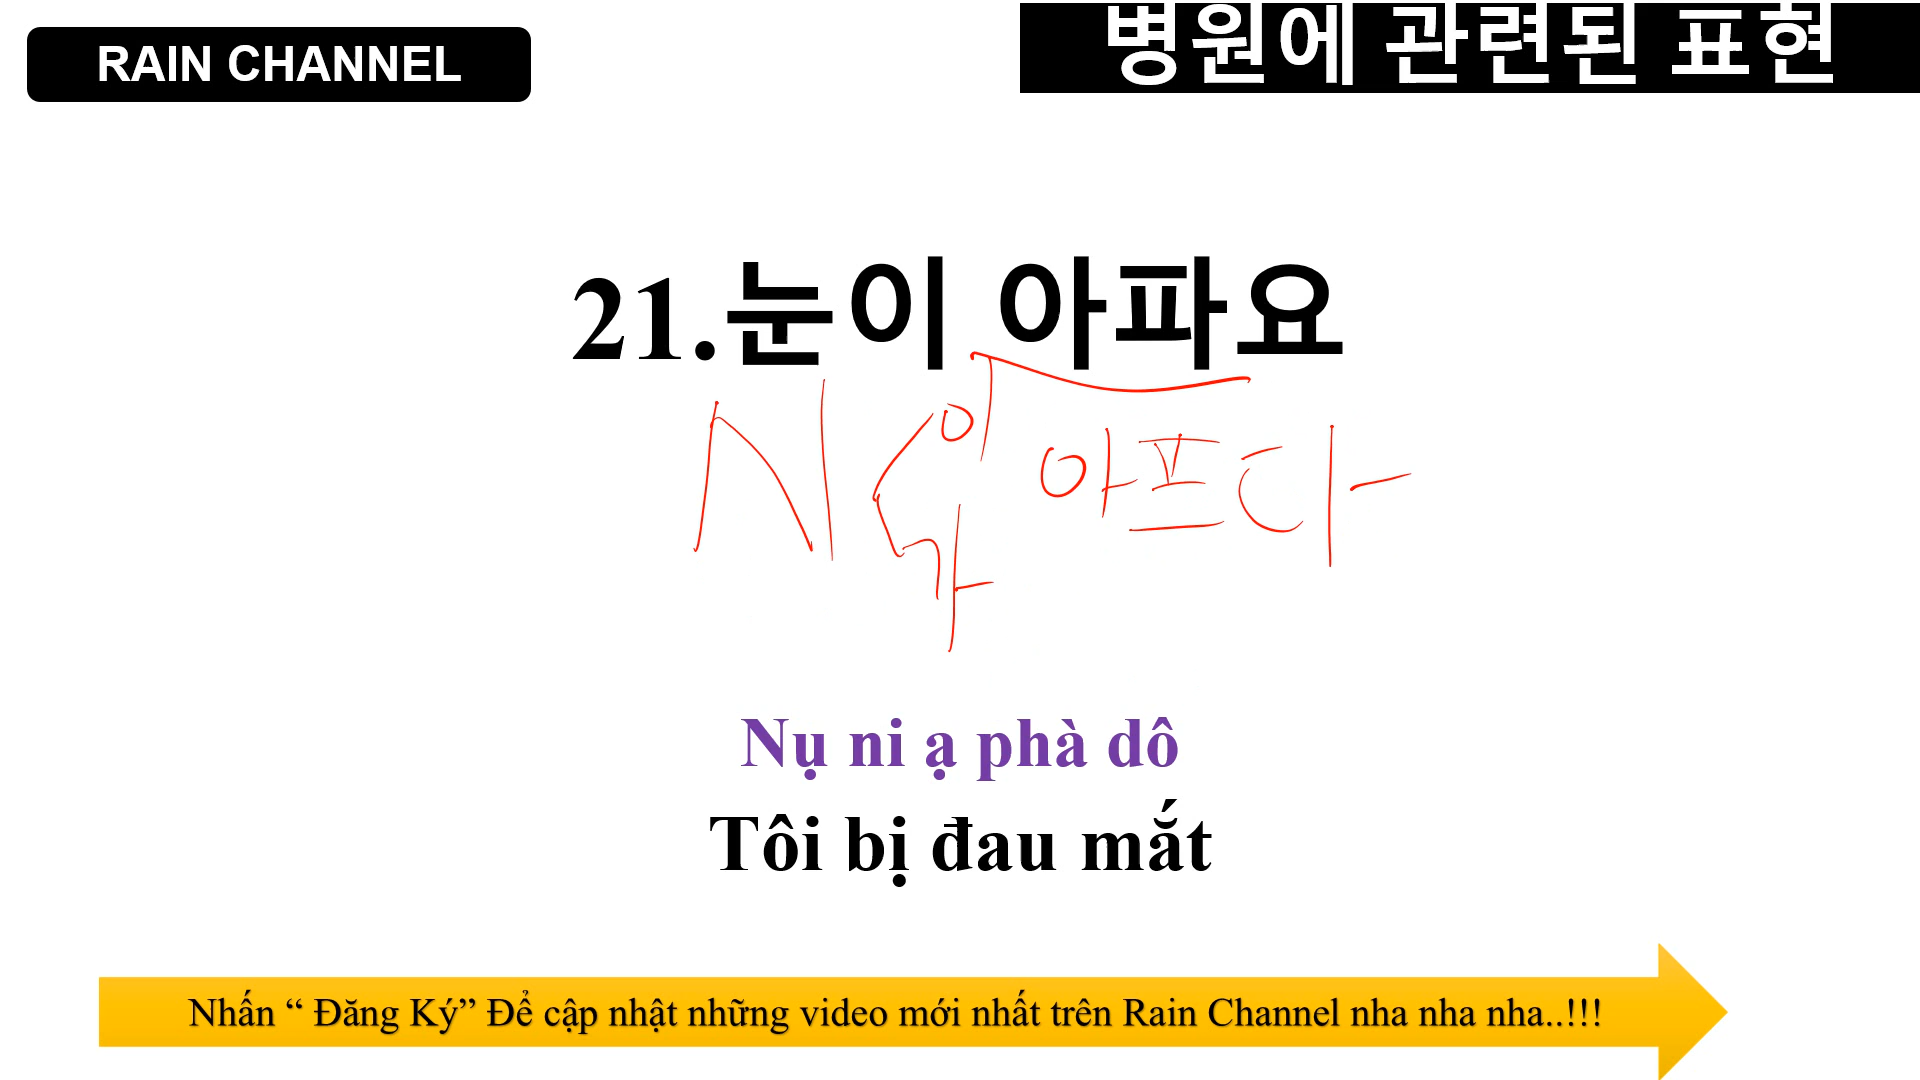 RAIN CHANNEL
병원에 관련된 표현
21.눈이 아파요
N
이
가
아프다
Nụ ni ạ phà dô
Tôi bị đau mắt
Nhấn “ Đăng Ký” Để cập nhật những video mới nhất trên Rain Channel nha nha nha..!!!